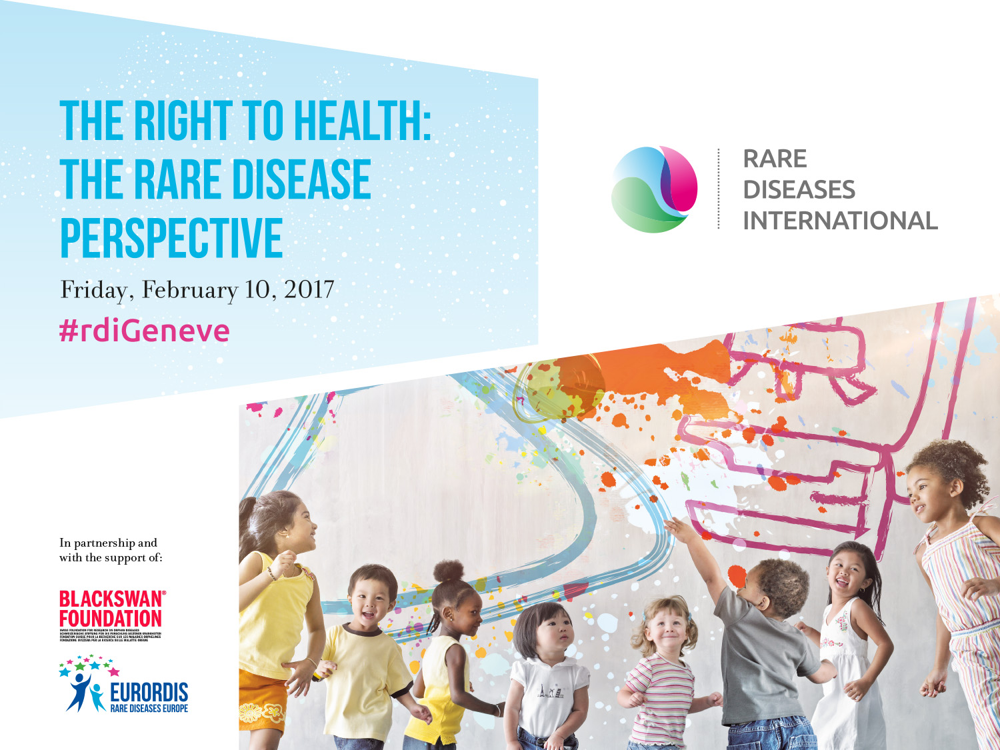 THE RIGHT TO HEALTH:
THE RARE DISEASE
PERSPECTIVE
Friday, February 10, 2017
#rdiGeneve
RARE
DISEASES
INTERNATIONAL
In partnership and
with the support of:
BLACKSWAN®
FOUNDATION
SWISS FOUNDATION FOR RESEARCH ON ORPHAN DISEASES
SCHWEIZERISCHE STIFTUNG FÜR DIE FORSCHUNG SELTENER KRANKHEITEN
FONDATION SUISSE POUR LA RECHERCHE SUR LES MALADIES ORPHELINES
FONDAZIONE SVIZZERA PER LA RICERCA SULLE MALATTIE ORFANE
EURORDIS
RARE DISEASES EUROPE